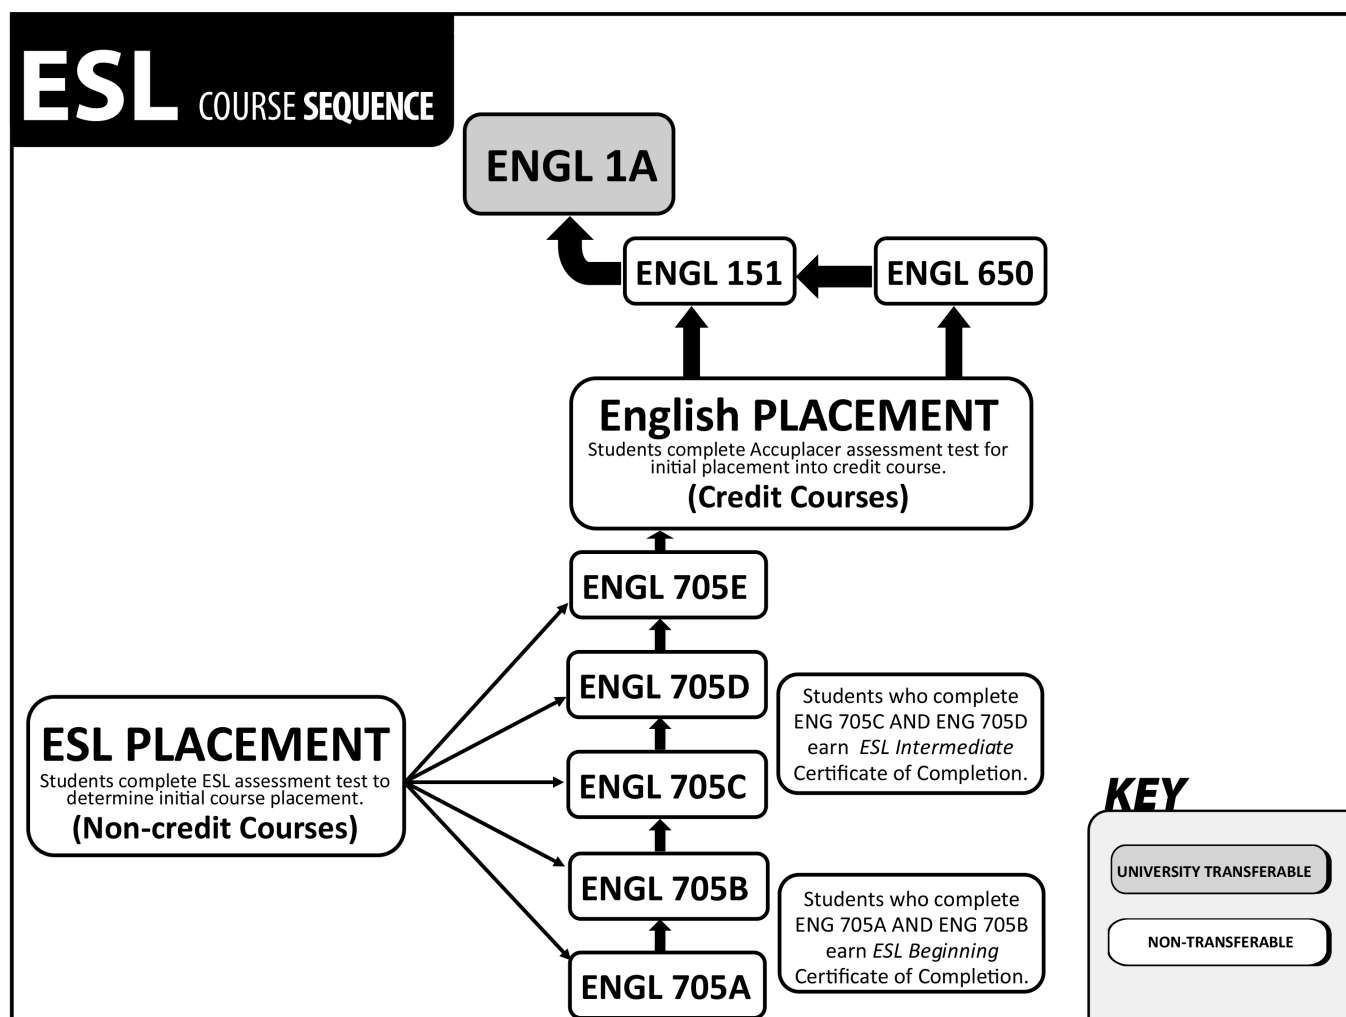 ESL COURSE SEQUENCE
ENGL 1A
ENGL 151
ENGL 650
English PLACEMENT
Students complete Accuplacer assessment test for
initial placement into credit course.
(Credit Courses)
ENGL 705E
ENGL 705D
Students who complete
ENG 705C AND ENG 705D
earn ESL Intermediate
Certificate of Completion.
ESL PLACEMENT
Students complete ESL assessment test to
determine initial course placement.
(Non-credit Courses)
ENGL 705C
ENGL 705B
Students who complete
ENG 705A AND ENG 705B
earn ESL Beginning
Certificate of Completion.
ENGL 705A
KEY
UNIVERSITY TRANSFERABLE
NON-TRANSFERABLE